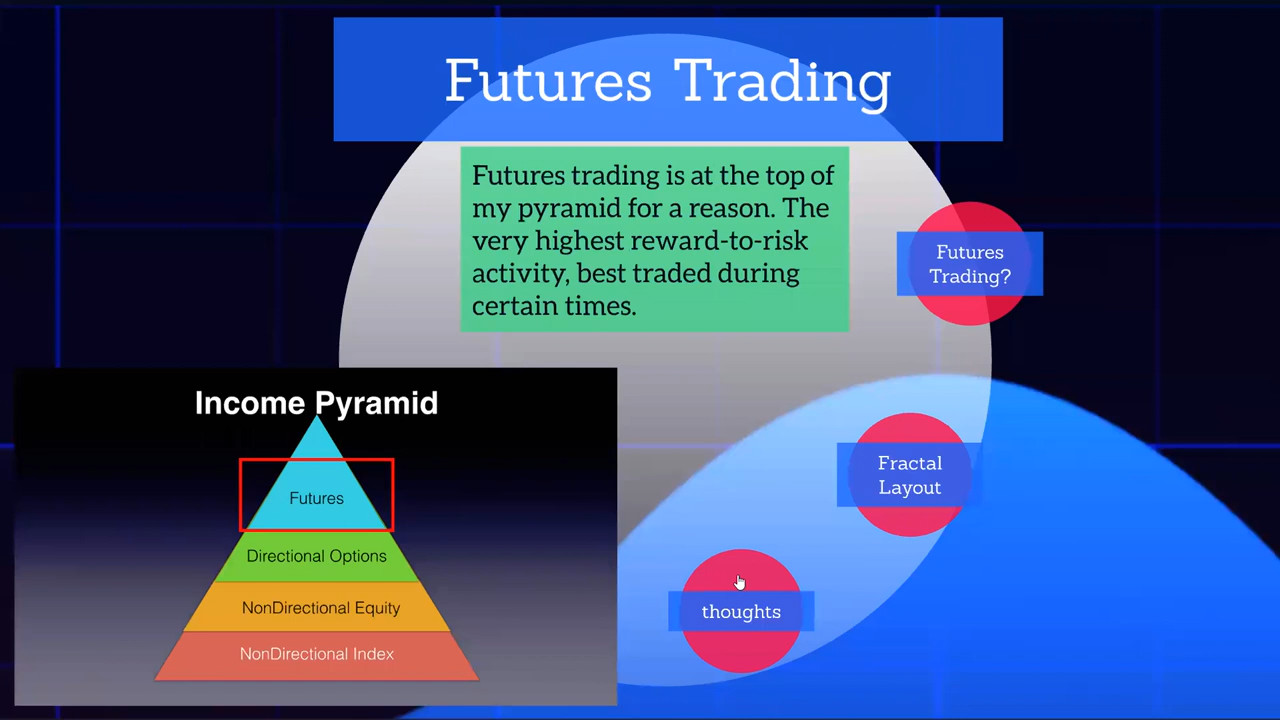 Futures Trading
Futures trading is at the top of
my pyramid for a reason. The
very highest reward-to-risk
activity, best traded during
certain times.
Futures
Trading?
Fractal
Layout
thoughts
Income Pyramid
Futures
Directional Options
NonDirectional Equity
NonDirectional Index